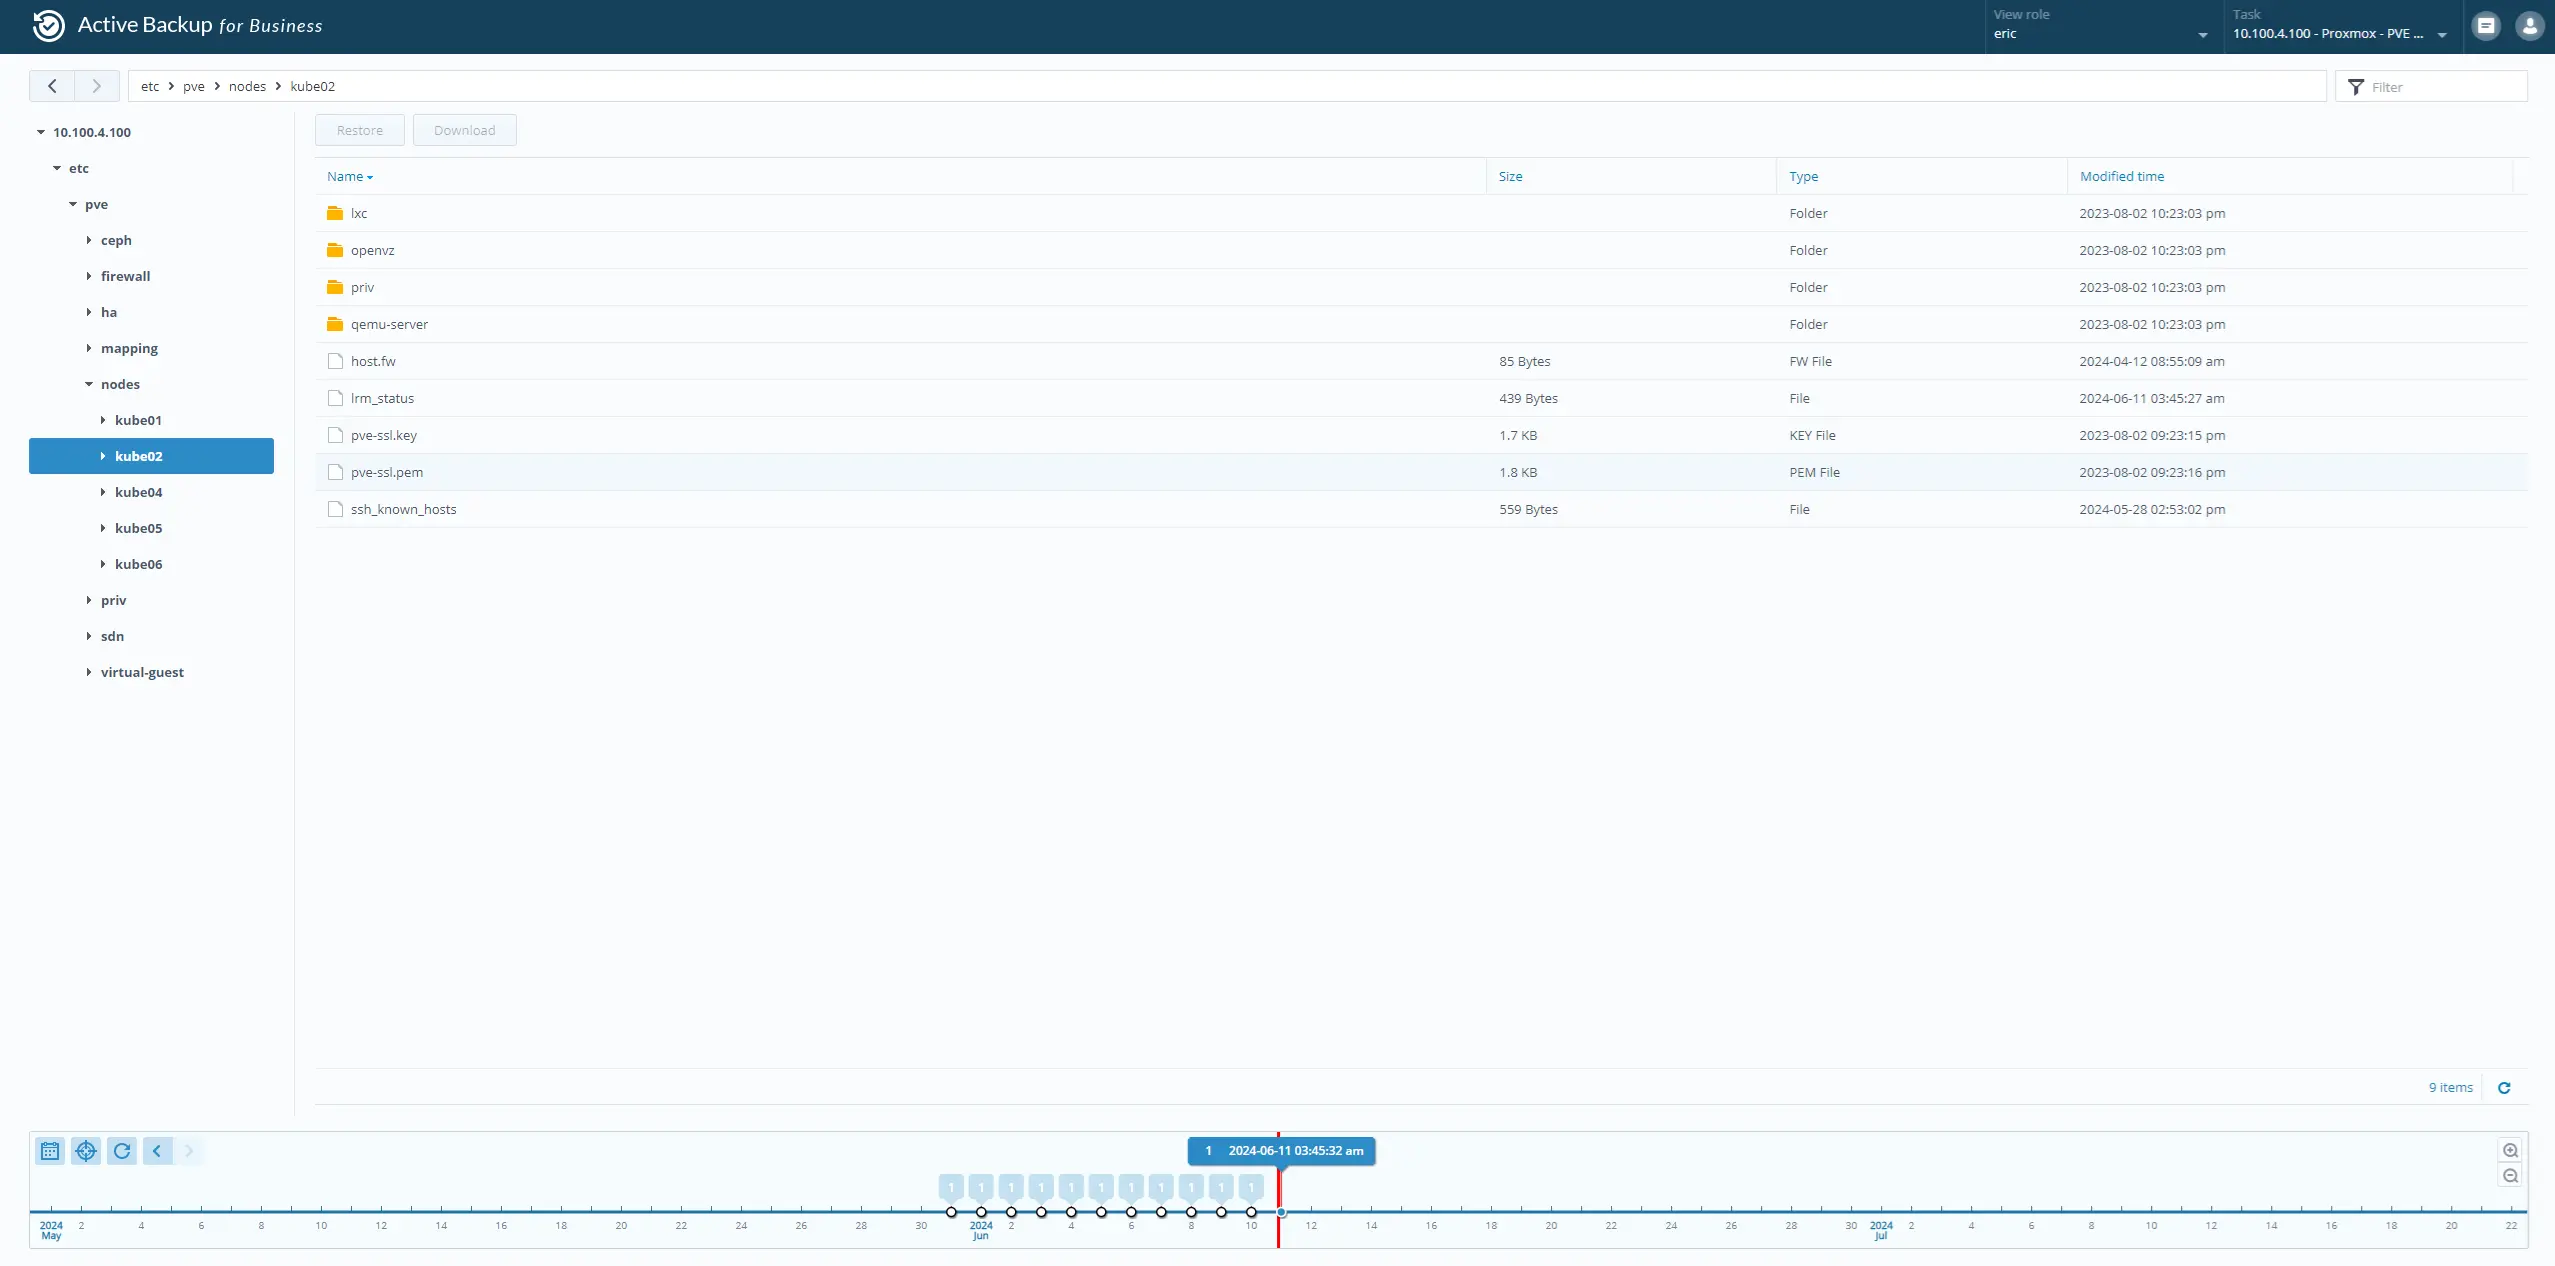 Active Backup for Business
View role
eric
Task
10.100.4.100 - Proxmox - PVE ...
etc > pve > nodes > kube02
Filter
10.100.4.100
etc
pve
ceph
firewall
ha
mapping
nodes
kube01
kube02
kube04
kube05
kube06
priv
sdn
virtual-guest
Restore Download
Name Size Type Modified time
lxc Folder 2023-08-02 10:23:03 pm
openvz Folder 2023-08-02 10:23:03 pm
priv Folder 2023-08-02 10:23:03 pm
qemu-server Folder 2023-08-02 10:23:03 pm
host.fw 85 Bytes FW File 2024-04-12 08:55:09 am
lrm_status 439 Bytes File 2024-06-11 03:45:27 am
pve-ssl.key 1.7 KB KEY File 2023-08-02 09:23:15 pm
pve-ssl.pem 1.8 KB PEM File 2023-08-02 09:23:16 pm
ssh_known_hosts 559 Bytes File 2024-05-28 02:53:02 pm
9 items
1 2024-06-11 03:45:32 am
1 1 1 1 1 1 1 1 1 1 1
2024 2 4 6 8 10 12 14 16 18 20 22 24 26 28 30 2024 2 4 6 8 10 12 14 16 18 20 22 24 26 28 30 2024 2 4 6 8 10 12 14 16 18 20 22
May Jun Jul